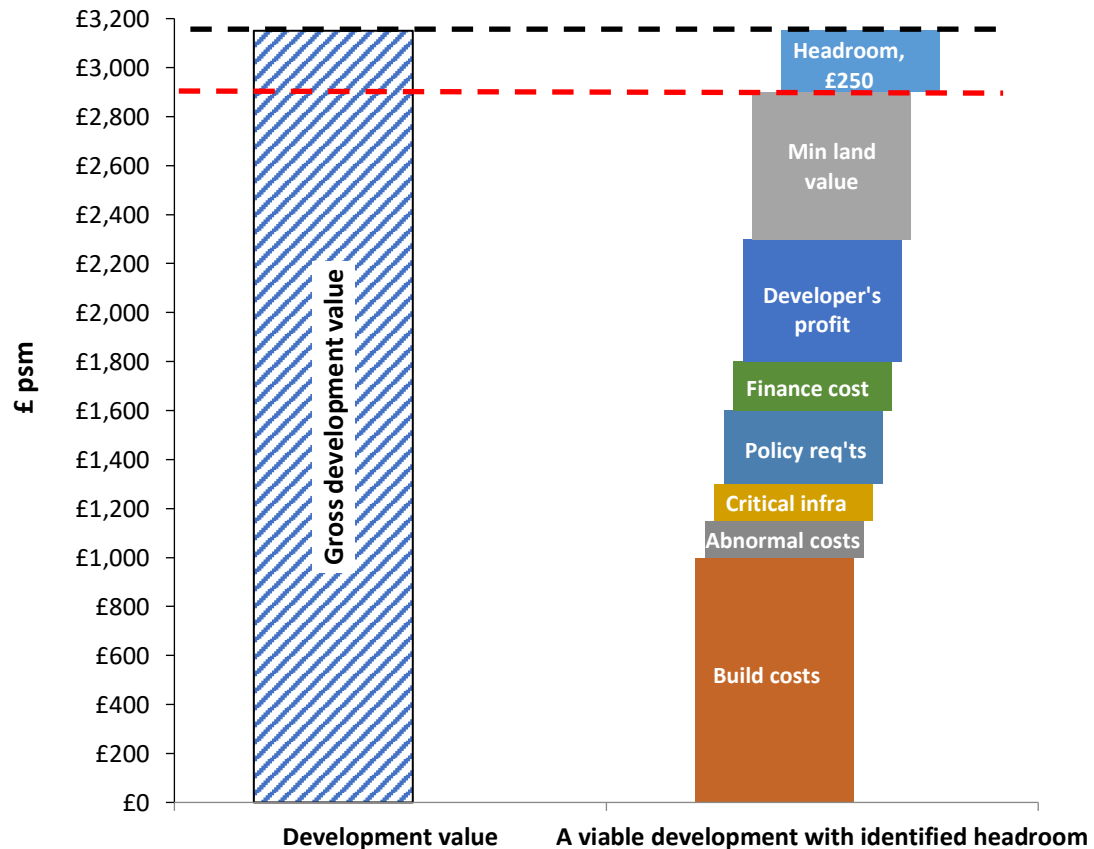 £3,200
£3,000
£2,800
£2,600
£2,400
£2,200
£2,000
£1,800
£1,600
£1,400
£1,200
£1,000
£800
£600
£400
£200
£0
£ psm
Gross development value
Headroom,
£250
Min land
value
Developer's
profit
Finance cost
Policy req'ts
Critical infra
Abnormal costs
Build costs
Development value
A viable development with identified headroom